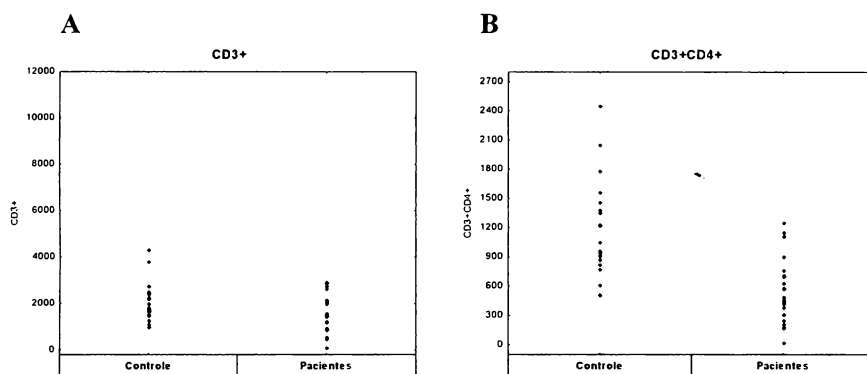 A
CD3+
12000
10000
8000
6000
4000
2000
0
CD3+
Controle
Pacientes
B
CD3+CD4+
2700
2400
2100
1800
1500
1200
900
600
300
0
CD3+CD4+
Controle
Pacientes